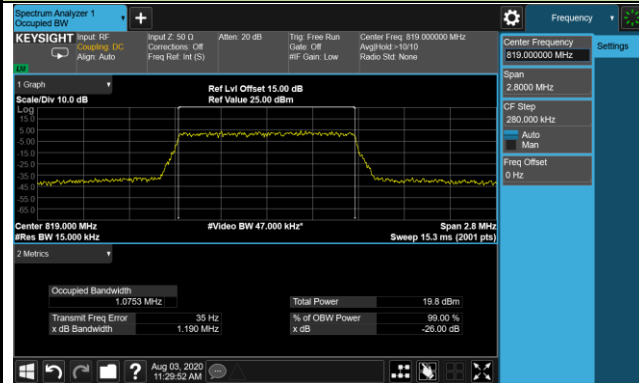 Spectrum Analyzer 1
Occupied BW
Frequency
KEYSIGHT
Input: RF
Coupling: DC
Align: Auto
Input Z: 50 Ω
Corrections: Off
Freq Ref: Int (S)
Atten: 20 dB
Trig: Free Run
Gate: Off
#IF Gain: Low
Center Freq: 819.000000 MHz
Avg|Hold:>10/10
Radio Std: None
LXI
Center Frequency
819.000000 MHz
Settings
Span
2.8000 MHz
CF Step
280.000 kHz
Auto
Man
Freq Offset
0 Hz
1 Graph
Scale/Div 10.0 dB
Ref Lvl Offset 15.00 dB
Ref Value 25.00 dBm
Log
15.0
5.00
-5.00
-15.0
-25.0
-35.0
-45.0
-55.0
-65.0
Center 819.000 MHz
#Res BW 15.000 kHz
#Video BW 47.000 kHz*
Span 2.8 MHz
Sweep 15.3 ms (2001 pts)
2 Metrics
Occupied Bandwidth
1.0753 MHz
Total Power 19.8 dBm
Transmit Freq Error 35 Hz
% of OBW Power 99.00 %
x dB Bandwidth 1.190 MHz
x dB -26.00 dB
Aug 03, 2020
11:29:52 AM